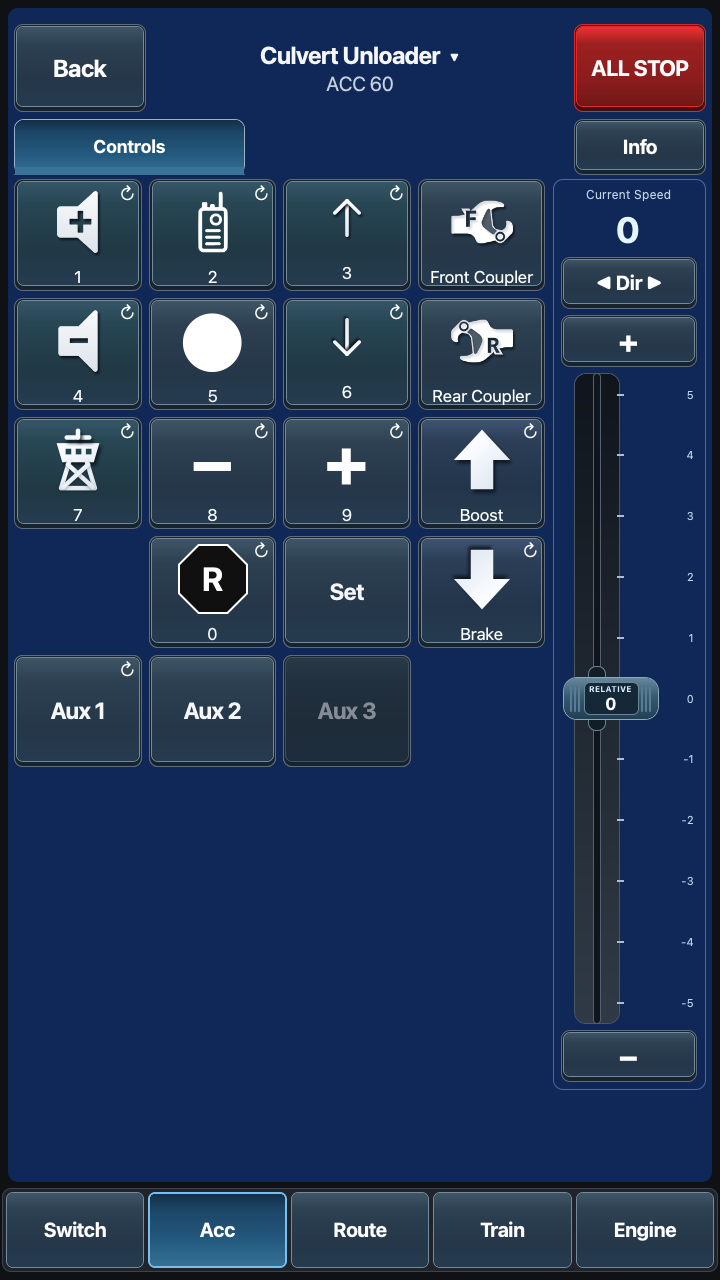 Back
Culvert Unloader ▼
ACC 60
ALL STOP
Controls
Info
1
2
3
F
Front Coupler
4
5
6
R
Rear Coupler
7
8
9
Boost
R
0
Set
Brake
Aux 1
Aux 2
Aux 3
Current Speed
0
◀ Dir ▶
+
5
4
3
2
1
0
-1
-2
-3
-4
-5
RELATIVE
0
−
Switch
Acc
Route
Train
Engine